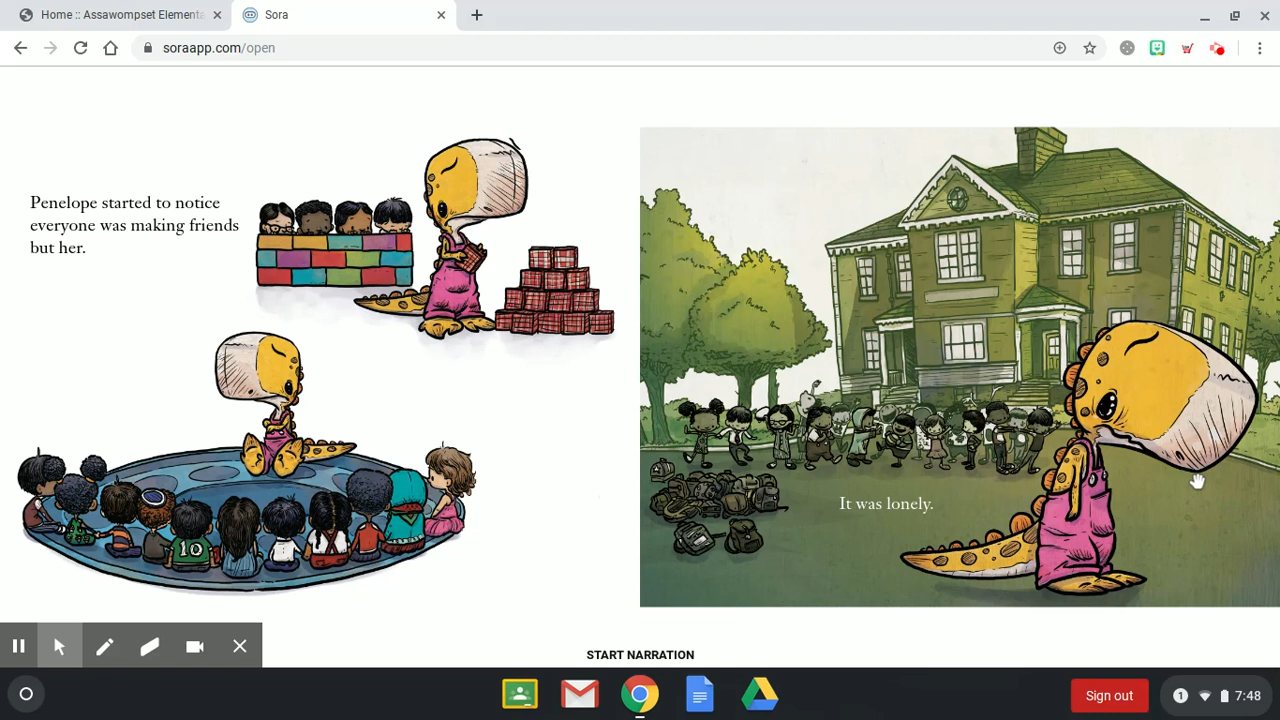 Home :: Assawompset Elementa
Sora
soraapp.com/open
Penelope started to notice
everyone was making friends
but her.
10
It was lonely.
START NARRATION
Sign out
1
7:48